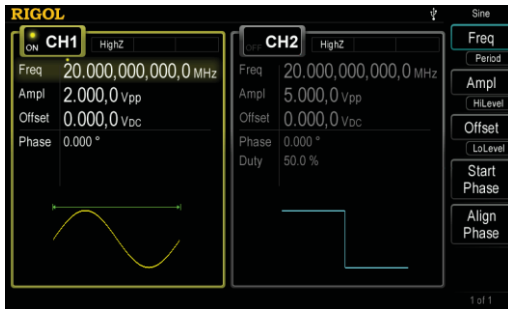 RIGOL
Sine
ON CH1 HighZ
Freq 20.000,000,000,0 MHz
Ampl 2.000,0 Vpp
Offset 0.000,0 VDC
Phase 0.000 °
OFF CH2 HighZ
Freq 20.000,000,000,0 MHz
Ampl 5.000,0 Vpp
Offset 0.000,0 VDC
Phase 0.000 °
Duty 50.0 %
Freq
Period
Ampl
HiLevel
Offset
LoLevel
Start
Phase
Align
Phase
1 of 1